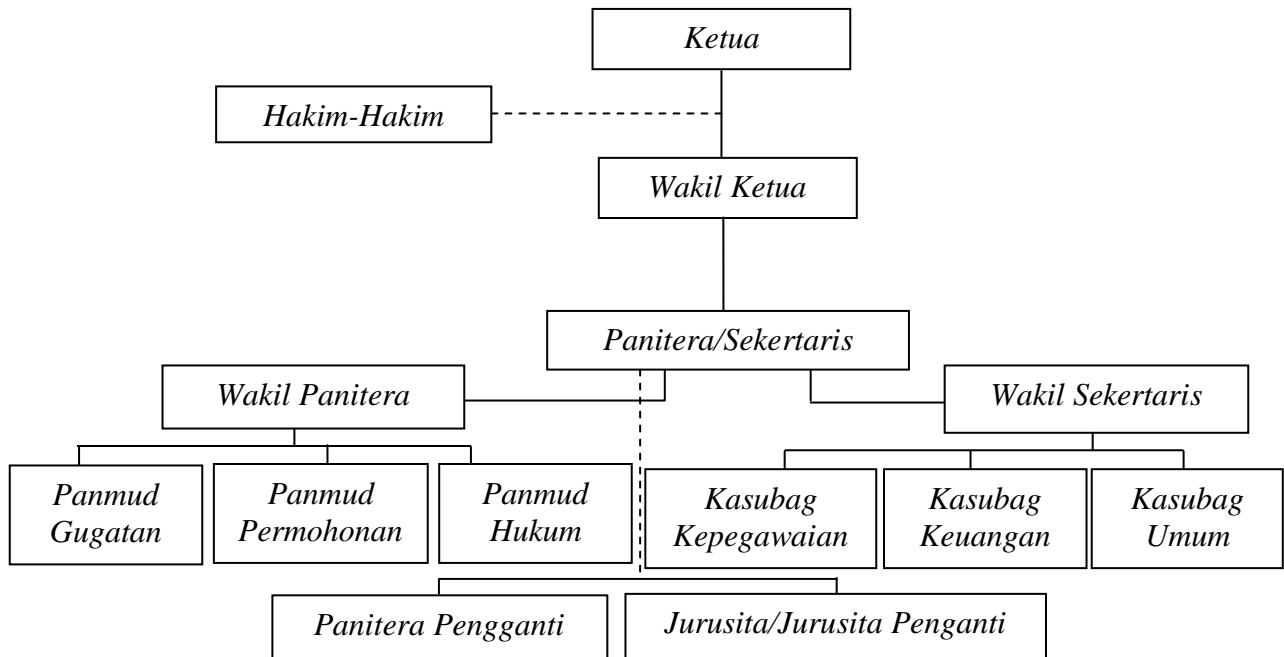 Ketua
Hakim-Hakim
Wakil Ketua
Panitera/Sekertaris
Wakil Panitera
Wakil Sekertaris
Panmud
Gugatan
Panmud
Permohonan
Panmud
Hukum
Kasubag
Kepegawaian
Kasubag
Keuangan
Kasubag
Umum
Panitera Pengganti
Jurusita/Jurusita Penganti